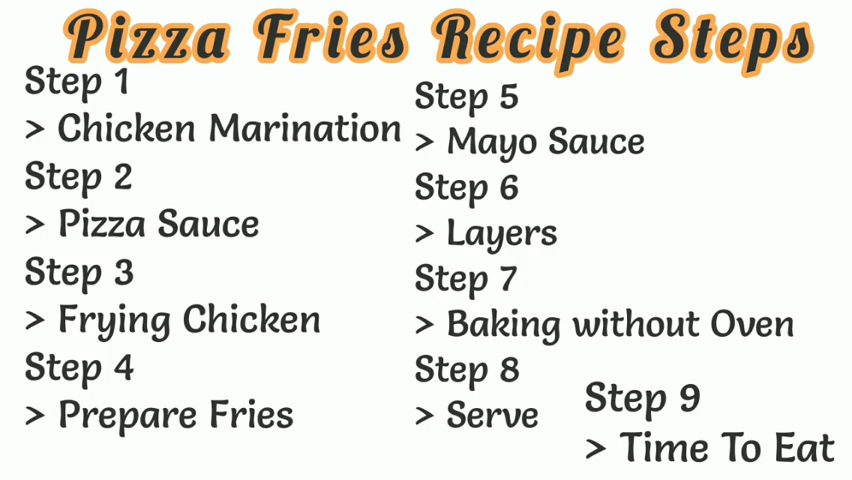 Pizza Fries Recipe Steps
Step 1
> Chicken Marination
Step 2
> Pizza Sauce
Step 3
> Frying Chicken
Step 4
> Prepare Fries
Step 5
> Mayo Sauce
Step 6
> Layers
Step 7
> Baking without Oven
Step 8
> Serve
Step 9
> Time To Eat